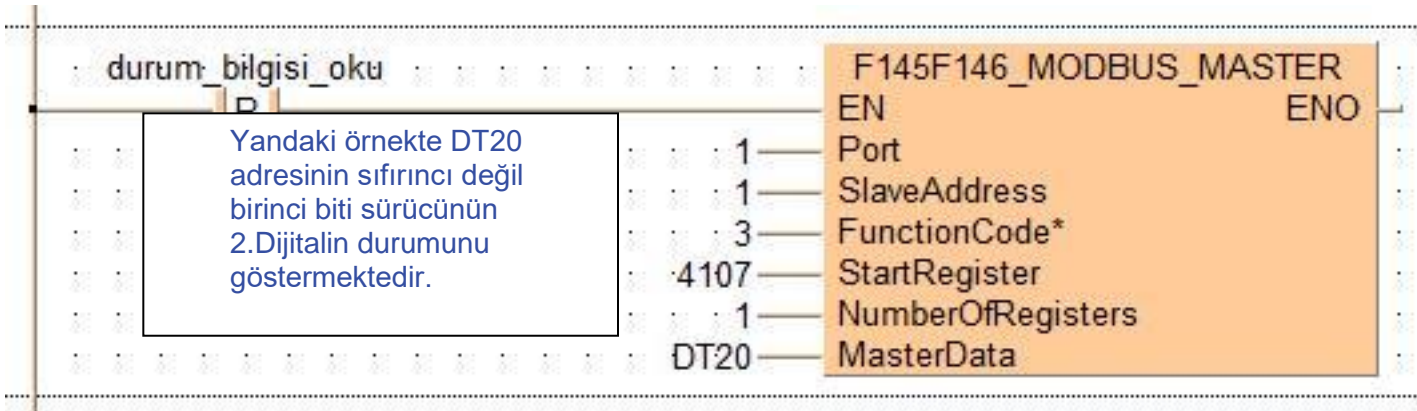 durum_bilgisi_oku
F145F146_MODBUS_MASTER
P
EN ENO
Yandaki örnekte DT20
adresinin sıfırıncı değil
birinci biti sürücünün
2.Dijitalin durumunu
göstermektedir.
1 Port
1 SlaveAddress
3 FunctionCode*
4107 StartRegister
1 NumberOfRegisters
DT20 MasterData